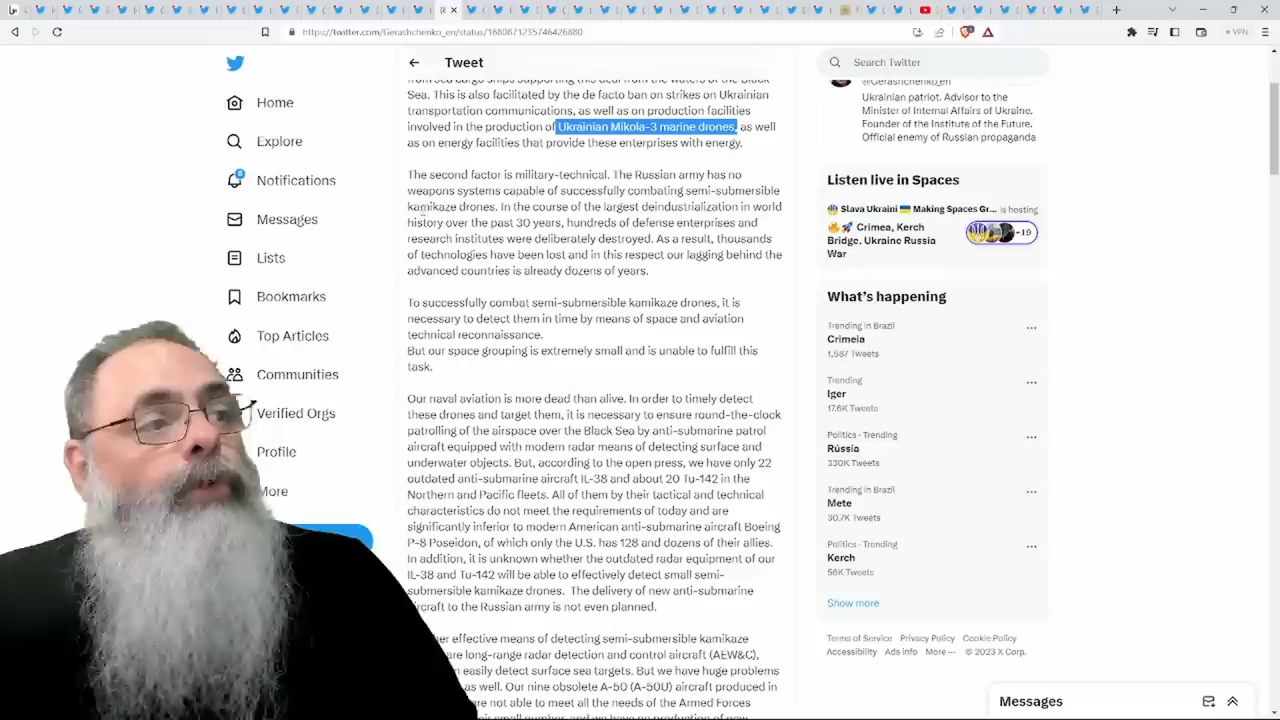 https://twitter.com/Gerashchenko_en/status/1680871235746426880
VPN
Home
Explore
8
Notifications
Messages
Lists
Bookmarks
Top Articles
Communities
Verified Orgs
Profile
More
Tweet
from sea cargo ships supporting this deal from the waters of the Black
Sea. This is also facilitated by the de facto ban on strikes on Ukrainian
transportation communications, as well as on production facilities
involved in the production of Ukrainian Mikola-3 marine drones, as well
as on energy facilities that provide these enterprises with energy.
The second factor is military-technical. The Russian army has no
weapons systems capable of successfully combating semi-submersible
kamikaze drones. In the course of the largest deindustrialization in world
history over the past 30 years, hundreds of defense enterprises and
research institutes were deliberately destroyed. As a result, thousands
of technologies have been lost and in this respect our lagging behind the
advanced countries is already dozens of years.
To successfully combat semi-submersible kamikaze drones, it is
necessary to detect them in time by means of space and aviation
technical reconnaissance.
But our space grouping is extremely small and is unable to fulfill this
task.
Our naval aviation is more dead than alive. In order to timely detect
these drones and target them, it is necessary to ensure round-the-clock
patrolling of the airspace over the Black Sea by anti-submarine patrol
aircraft equipped with modern radar means of detecting surface and
underwater objects. But, according to the open press, we have only 22
outdated anti-submarine aircraft IL-38 and about 20 Tu-142 in the
Northern and Pacific fleets. All of them by their tactical and technical
characteristics do not meet the requirements of today and are
significantly inferior to modern American anti-submarine aircraft Boeing
P-8 Poseidon, of which only the U.S. has 128 and dozens of their allies.
In addition, it is unknown whether the outdated radar equipment of our
IL-38 and Tu-142 will be able to effectively detect small semi-
submersible kamikaze drones. The delivery of new anti-submarine
aircraft to the Russian army is not even planned.
her effective means of detecting semi-submersible kamikaze
are long-range radar detection and control aircraft (AEW&C),
n easily detect surface sea targets. But we have huge problems
as well. Our nine obsolete A-50 (A-50U) aircraft produced in
re not able to meet all the needs of the Armed Forces
Search Twitter
@Gerashchenko_en
Ukrainian patriot. Advisor to the
Minister of Internal Affairs of Ukraine.
Founder of the Institute of the Future.
Official enemy of Russian propaganda
Listen live in Spaces
Slava Ukraini Making Spaces Gr... is hosting
Crimea, Kerch
Bridge, Ukraine Russia
War
+19
What's happening
Trending in Brazil
Crimeia
1,587 Tweets
Trending
Iger
17.6K Tweets
Politics · Trending
Rússia
330K Tweets
Trending in Brazil
Mete
30.7K Tweets
Politics · Trending
Kerch
56K Tweets
Show more
Terms of Service Privacy Policy Cookie Policy
Accessibility Ads info More ··· © 2023 X Corp.
Messages